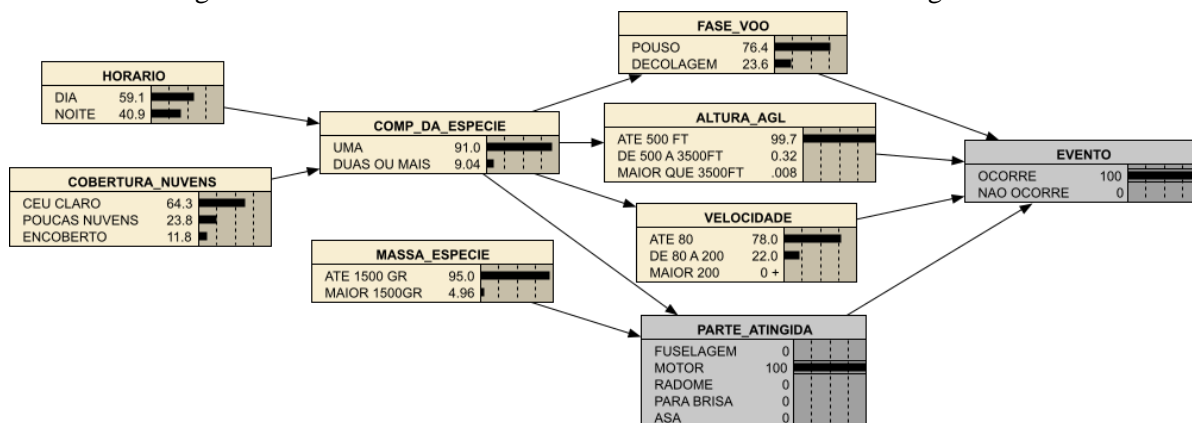 FASE_VOO
POUSO 76.4
DECOLAGEM 23.6
HORARIO
DIA 59.1
NOITE 40.9
COMP_DA_ESPECIE
UMA 91.0
DUAS OU MAIS 9.04
ALTURA_AGL
ATE 500 FT 99.7
DE 500 A 3500FT 0.32
MAIOR QUE 3500FT .008
EVENTO
OCORRE 100
NAO OCORRE 0
COBERTURA_NUVENS
CEU CLARO 64.3
POUCAS NUVENS 23.8
ENCOBERTO 11.8
VELOCIDADE
ATE 80 78.0
DE 80 A 200 22.0
MAIOR 200 0 +
MASSA_ESPECIE
ATE 1500 GR 95.0
MAIOR 1500GR 4.96
PARTE_ATINGIDA
FUSELAGEM 0
MOTOR 100
RADOME 0
PARA BRISA 0
ASA 0